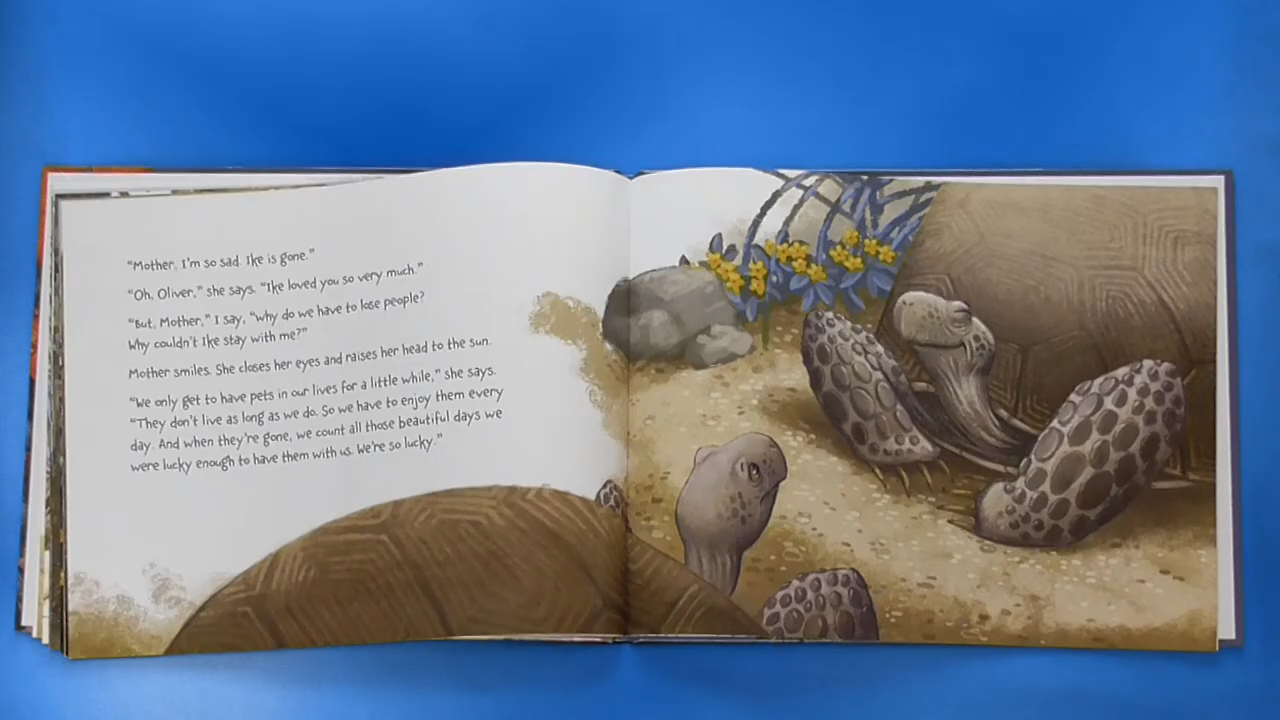 "Mother, I'm so sad. Ike is gone."
"Oh, Oliver," she says. "Ike loved you so very much."
"But, Mother," I say, "why do we have to lose people?
Why couldn't Ike stay with me?"
Mother smiles. She closes her eyes and raises her head to the sun.
"We only get to have pets in our lives for a little while," she says.
"They don't live as long as we do. So we have to enjoy them every
day. And when they're gone, we count all those beautiful days we
were lucky enough to have them with us. We're so lucky."